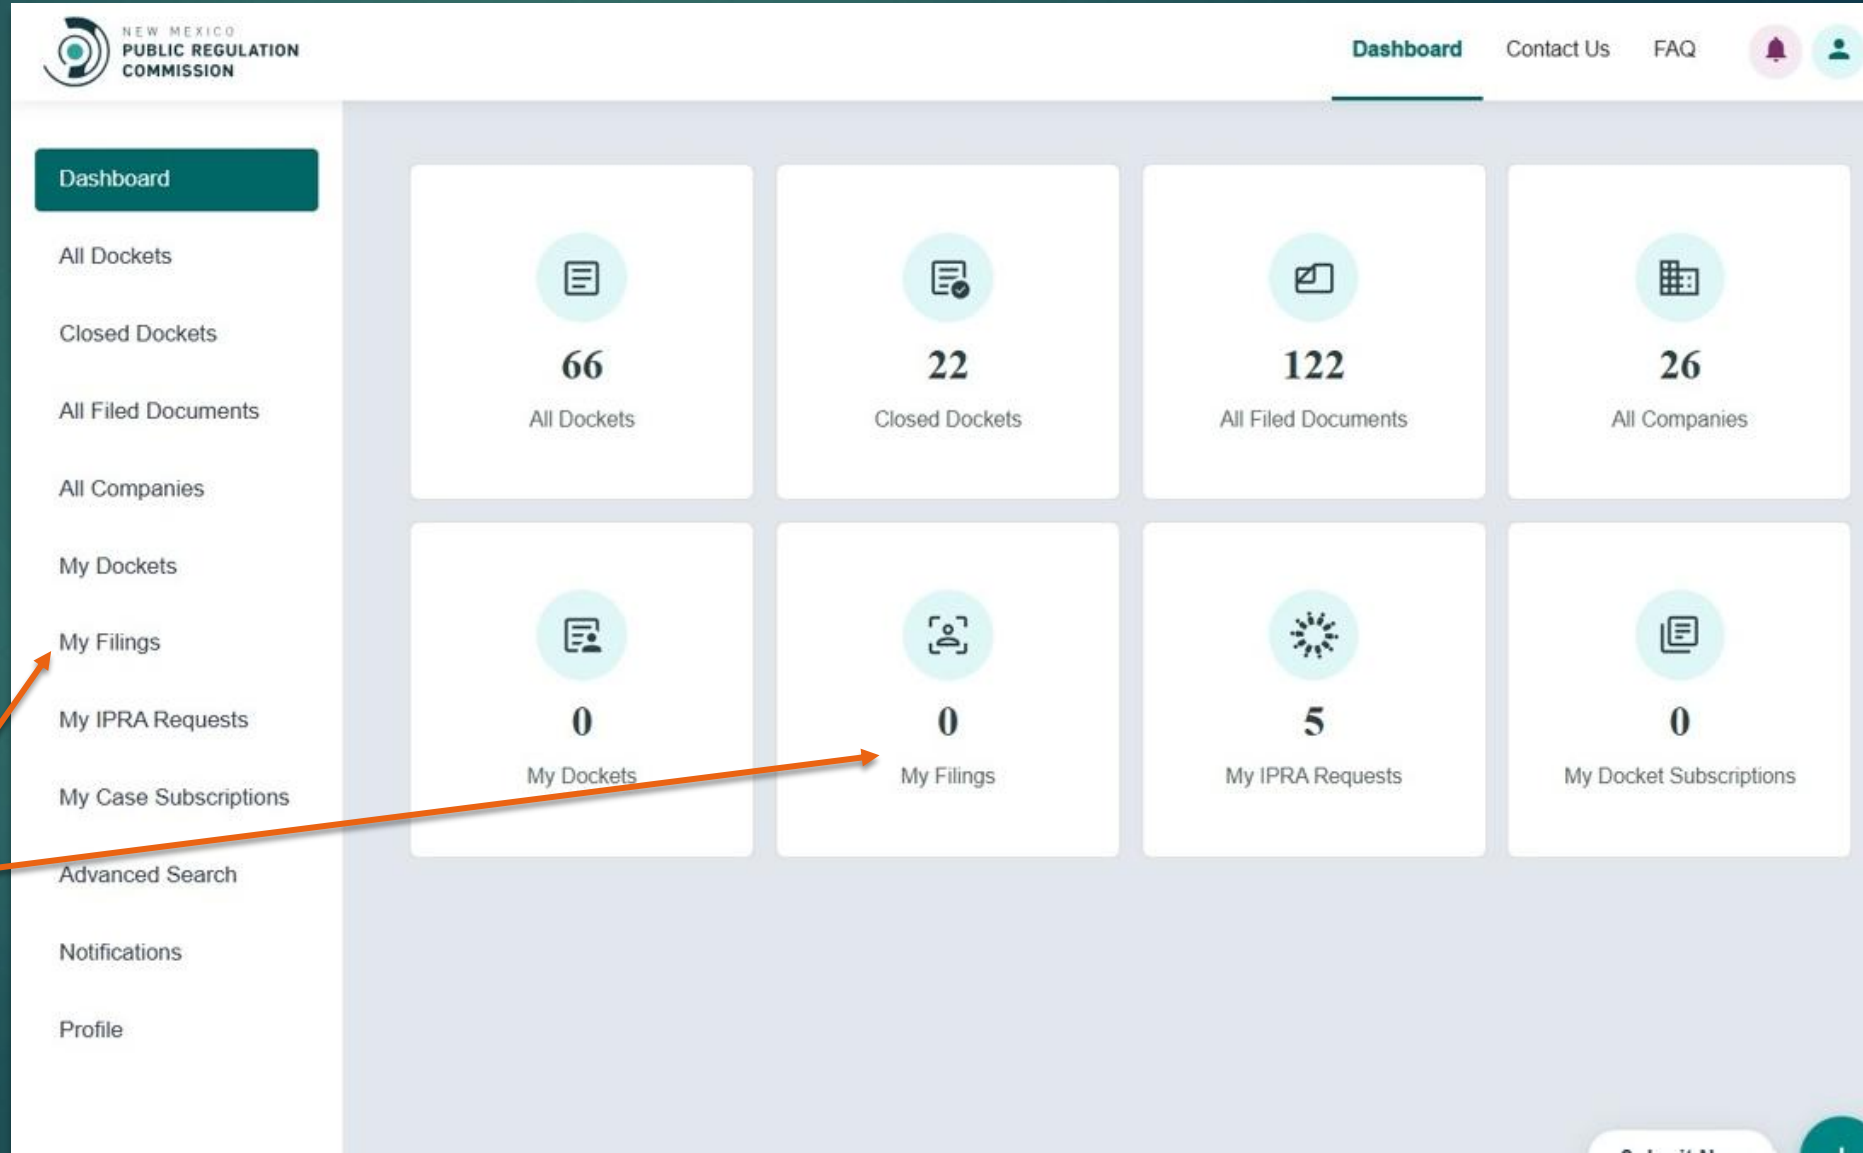 NEW MEXICO
PUBLIC REGULATION
COMMISSION
Dashboard
Contact Us
FAQ
Dashboard
All Dockets
Closed Dockets
All Filed Documents
All Companies
My Dockets
My Filings
My IPRA Requests
My Case Subscriptions
Advanced Search
Notifications
Profile
66
All Dockets
22
Closed Dockets
122
All Filed Documents
26
All Companies
0
My Dockets
0
My Filings
5
My IPRA Requests
0
My Docket Subscriptions